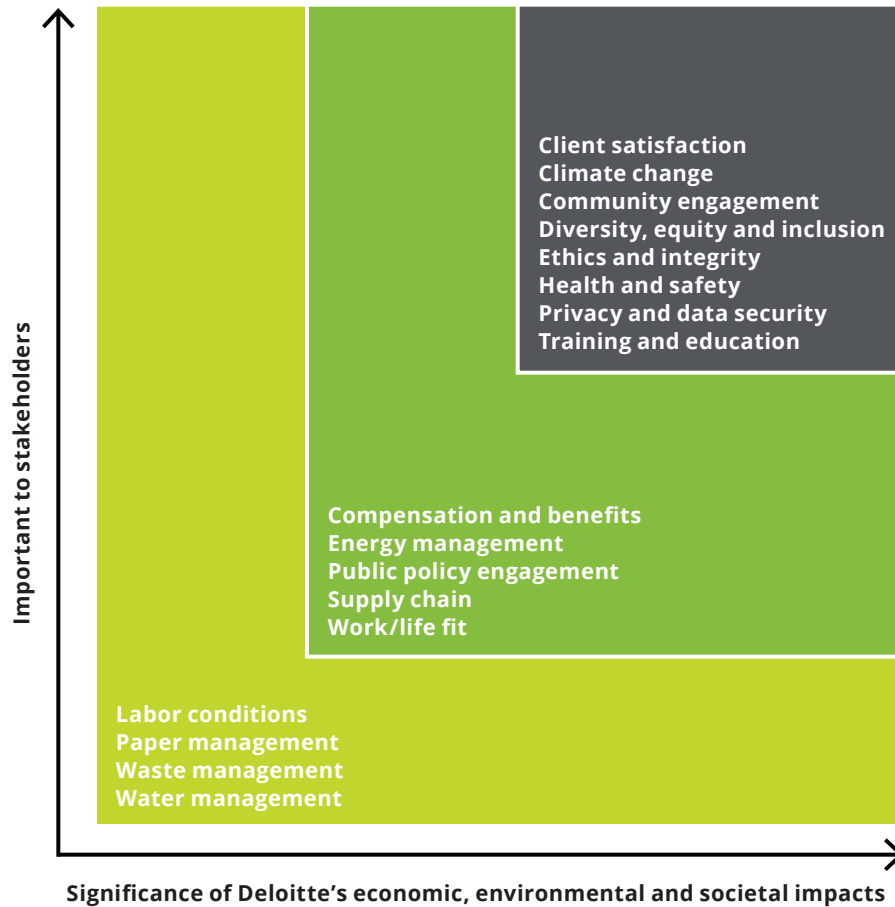 Important to stakeholders
Client satisfaction
Climate change
Community engagement
Diversity, equity and inclusion
Ethics and integrity
Health and safety
Privacy and data security
Training and education
Compensation and benefits
Energy management
Public policy engagement
Supply chain
Work/life fit
Labor conditions
Paper management
Waste management
Water management
Significance of Deloitte’s economic, environmental and societal impacts